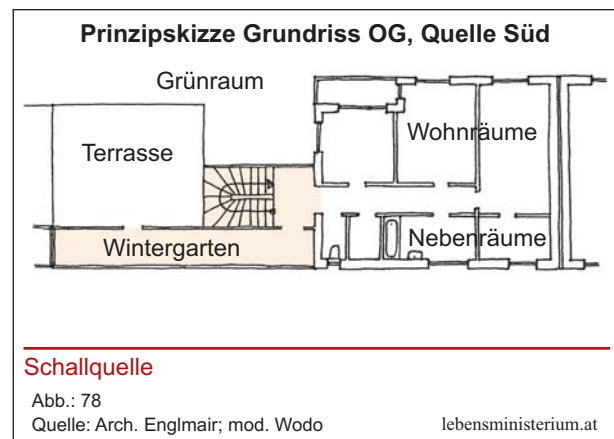 Prinzipskizze Grundriss OG, Quelle Süd
Grünraum
Wohnräume
Terrasse
Wintergarten
Nebenräume
Schallquelle
Abb.: 78
Quelle: Arch. Englmair; mod. Wodo
lebensministerium.at